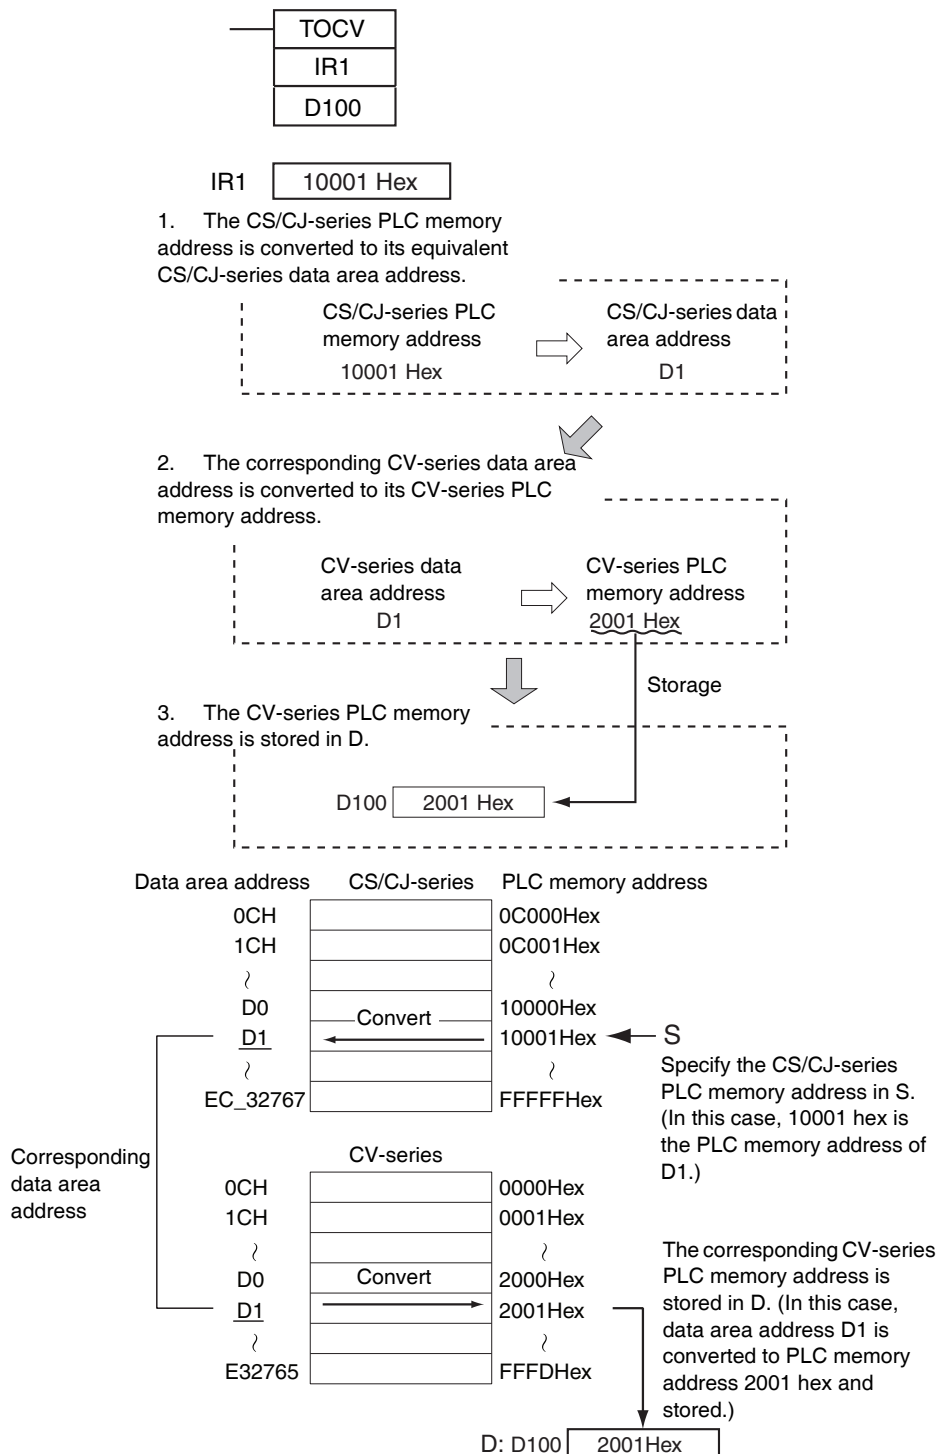 TOCV
IR1
D100
IR1 10001 Hex
1. The CS/CJ-series PLC memory
address is converted to its equivalent
CS/CJ-series data area address.
CS/CJ-series PLC
memory address
10001 Hex
CS/CJ-series data
area address
D1
2. The corresponding CV-series data area
address is converted to its CV-series PLC
memory address.
CV-series data
area address
D1
CV-series PLC
memory address
2001 Hex
Storage
3. The CV-series PLC memory
address is stored in D.
D100 2001 Hex
Data area address CS/CJ-series PLC memory address
0CH 0C000Hex
1CH 0C001Hex
~ ~
D0 10000Hex
Convert
D1 10001Hex S
~ ~
EC_32767 FFFFFHex
Specify the CS/CJ-series
PLC memory address in S.
(In this case, 10001 hex is
the PLC memory address of
D1.)
Corresponding
data area
address
CV-series
0CH 0000Hex
1CH 0001Hex
~ ~
D0 Convert 2000Hex
D1 2001Hex
~ ~
E32765 FFFDHex
The corresponding CV-series
PLC memory address is
stored in D. (In this case,
data area address D1 is
converted to PLC memory
address 2001 hex and
stored.)
D: D100 2001Hex